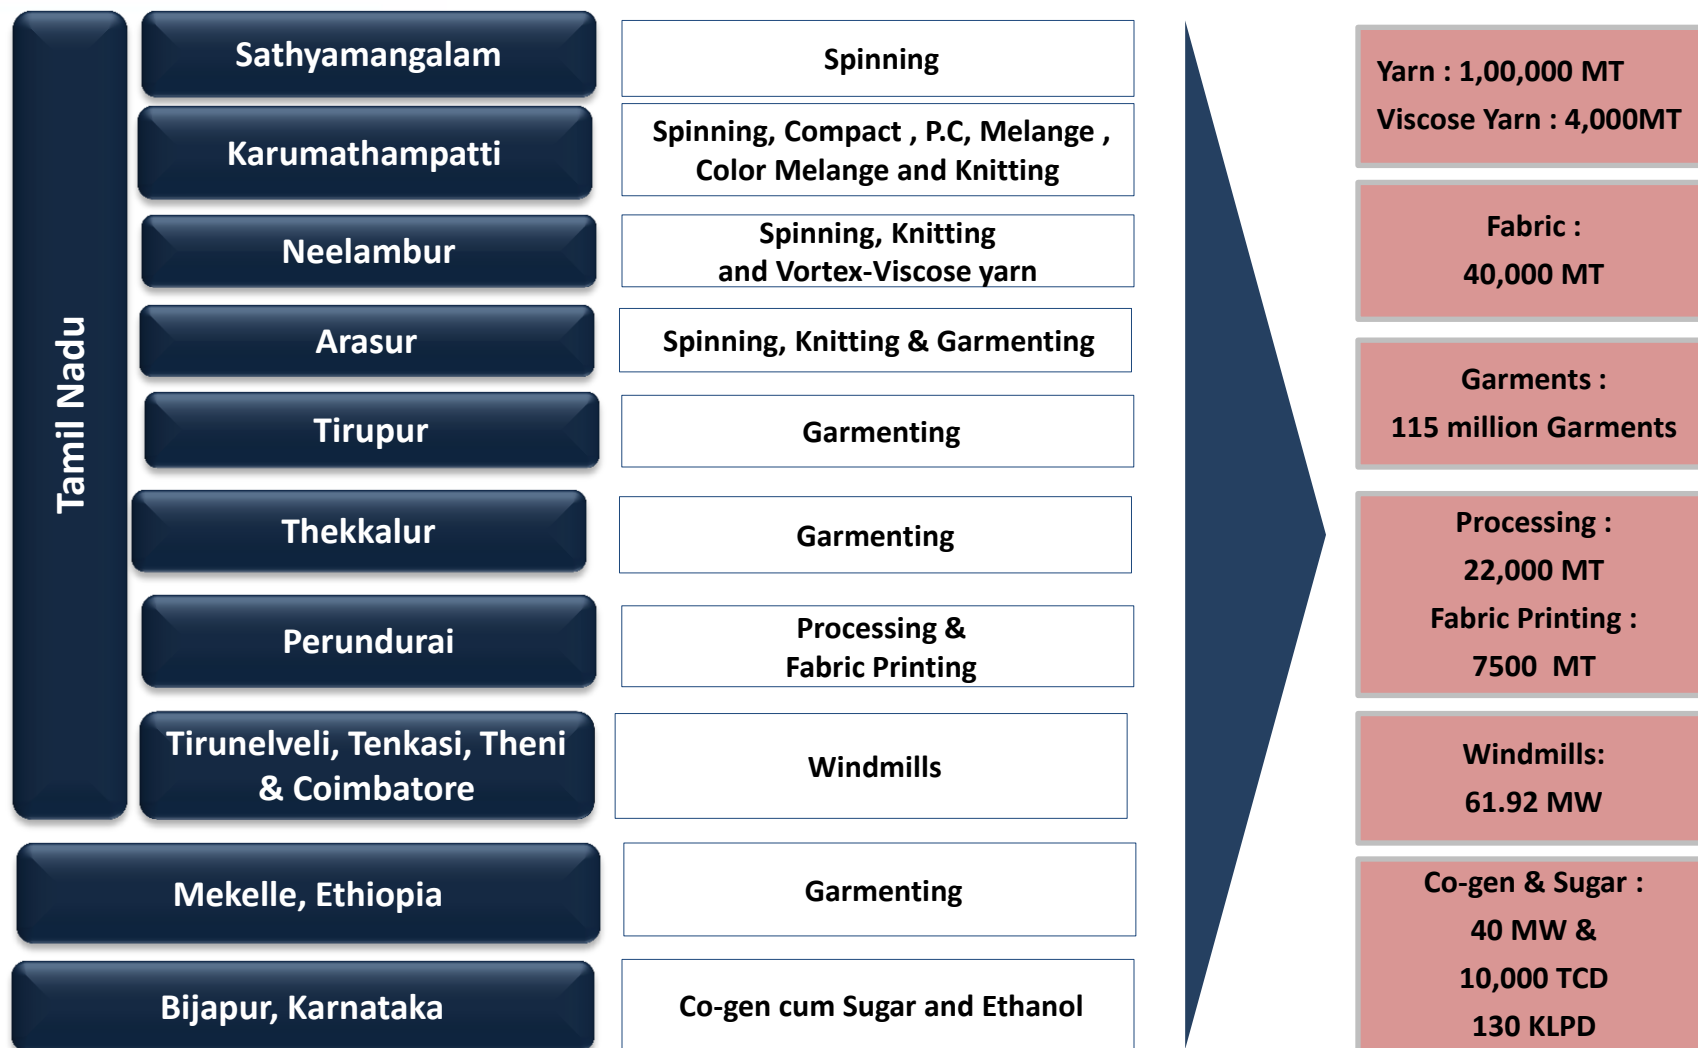 Tamil Nadu
Sathyamangalam
Spinning
Karumathampatti
Spinning, Compact , P.C, Melange ,
Color Melange and Knitting
Neelambur
Spinning, Knitting
and Vortex-Viscose yarn
Arasur
Spinning, Knitting & Garmenting
Tirupur
Garmenting
Thekkalur
Garmenting
Perundurai
Processing &
Fabric Printing
Tirunelveli, Tenkasi, Theni
& Coimbatore
Windmills
Mekelle, Ethiopia
Garmenting
Bijapur, Karnataka
Co-gen cum Sugar and Ethanol
Yarn : 1,00,000 MT
Viscose Yarn : 4,000MT
Fabric :
40,000 MT
Garments :
115 million Garments
Processing :
22,000 MT
Fabric Printing :
7500  MT
Windmills:
61.92 MW
Co-gen & Sugar :
40 MW &
10,000 TCD
130 KLPD